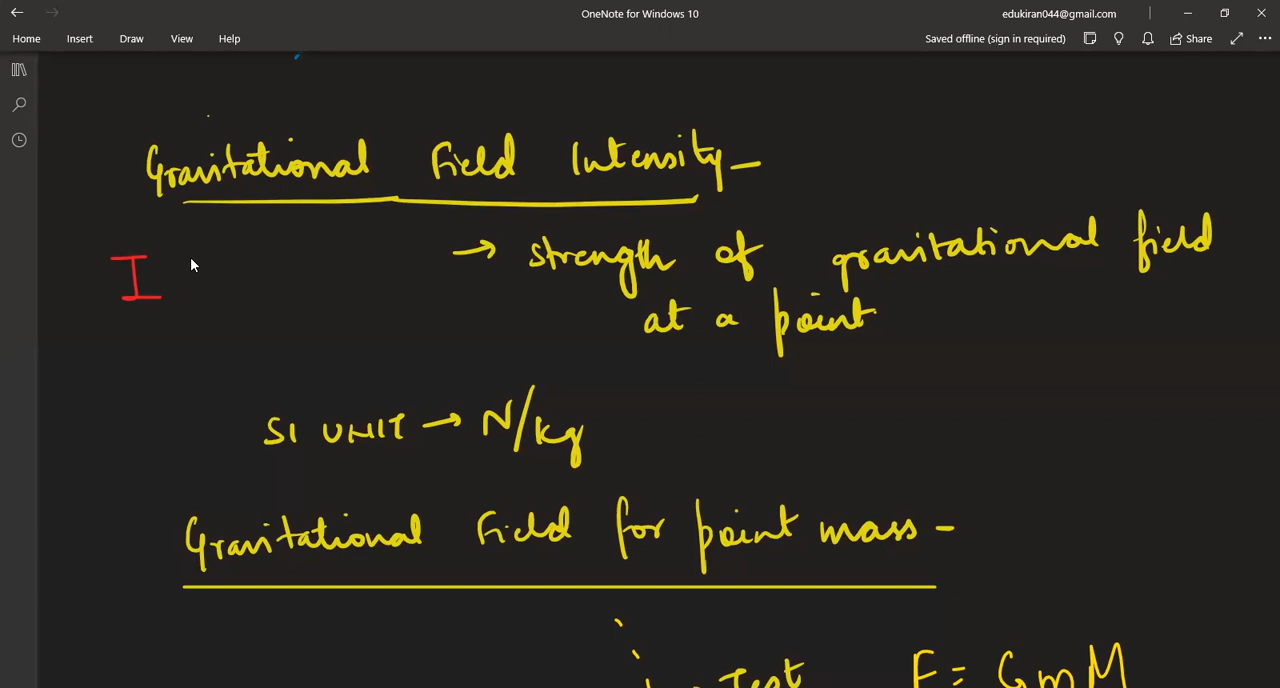 OneNote for Windows 10
edukiran044@gmail.com
Home Insert Draw View Help
Saved offline (sign in required) Share
Gravitational Field Intensity -
I
→ strength of gravitational field
at a point
SI UNIT → N/kg
Gravitational Field for point mass -
Test F = GmM